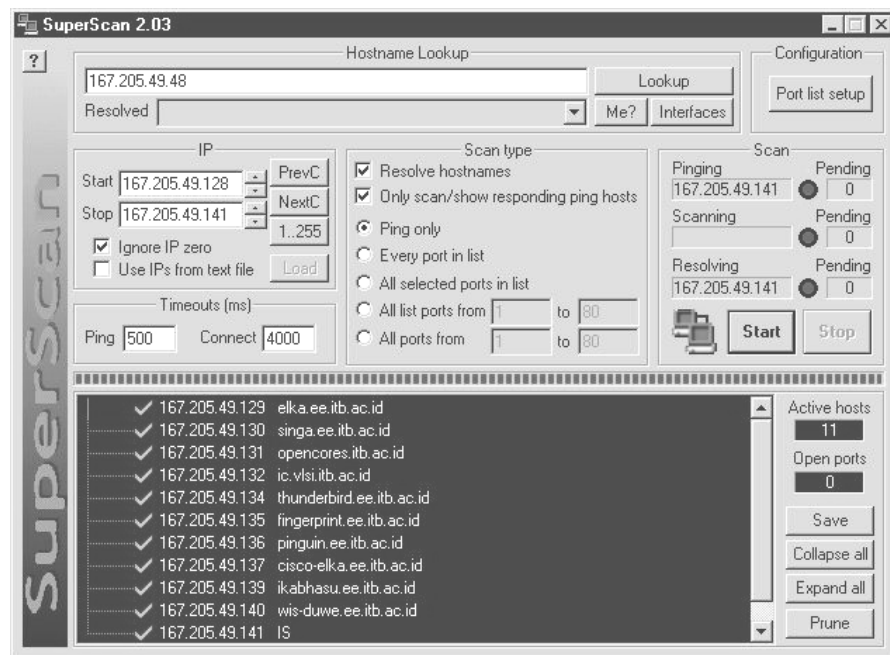 SuperScan 2.03
?
Hostname Lookup
167.205.49.48
Lookup
Resolved
Me?
Interfaces
Configuration
Port list setup
IP
Start 167.205.49.128
Stop 167.205.49.141
PrevC
NextC
1..255
Ignore IP zero
Use IPs from text file
Load
Timeouts (ms)
Ping 500 Connect 4000
Scan type
Resolve hostnames
Only scan/show responding ping hosts
Ping only
Every port in list
All selected ports in list
All list ports from 1 to 80
All ports from 1 to 80
Scan
Pinging Pending
167.205.49.141 0
Scanning Pending
0
Resolving Pending
167.205.49.141 0
Start
Stop
SuperScan
167.205.49.129 elka.ee.itb.ac.id
167.205.49.130 singa.ee.itb.ac.id
167.205.49.131 opencores.itb.ac.id
167.205.49.132 ic.vlsi.itb.ac.id
167.205.49.134 thunderbird.ee.itb.ac.id
167.205.49.135 fingerprint.ee.itb.ac.id
167.205.49.136 pinguin.ee.itb.ac.id
167.205.49.137 cisco-elka.ee.itb.ac.id
167.205.49.139 ikabhasu.ee.itb.ac.id
167.205.49.140 wis-duwe.ee.itb.ac.id
167.205.49.141 IS
Active hosts
11
Open ports
0
Save
Collapse all
Expand all
Prune